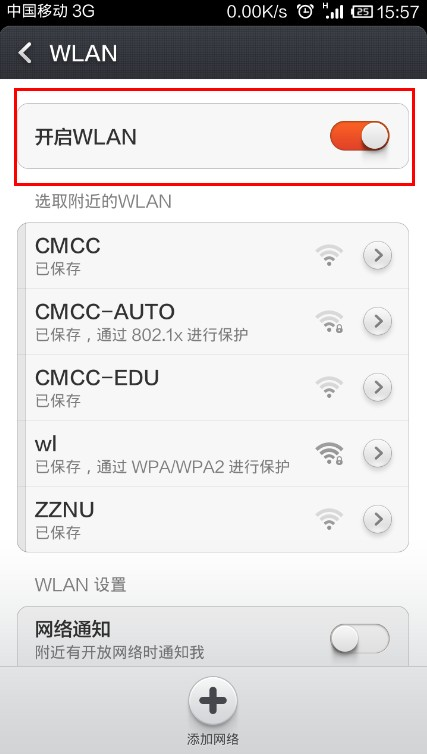 中国移动 3G 0.00K/s H 25 15:57
WLAN
开启WLAN
选取附近的WLAN
CMCC
已保存
CMCC-AUTO
已保存，通过 802.1x 进行保护
CMCC-EDU
已保存
wl
已保存，通过 WPA/WPA2 进行保护
ZZNU
已保存
WLAN 设置
网络通知
附近有开放网络时通知我
添加网络